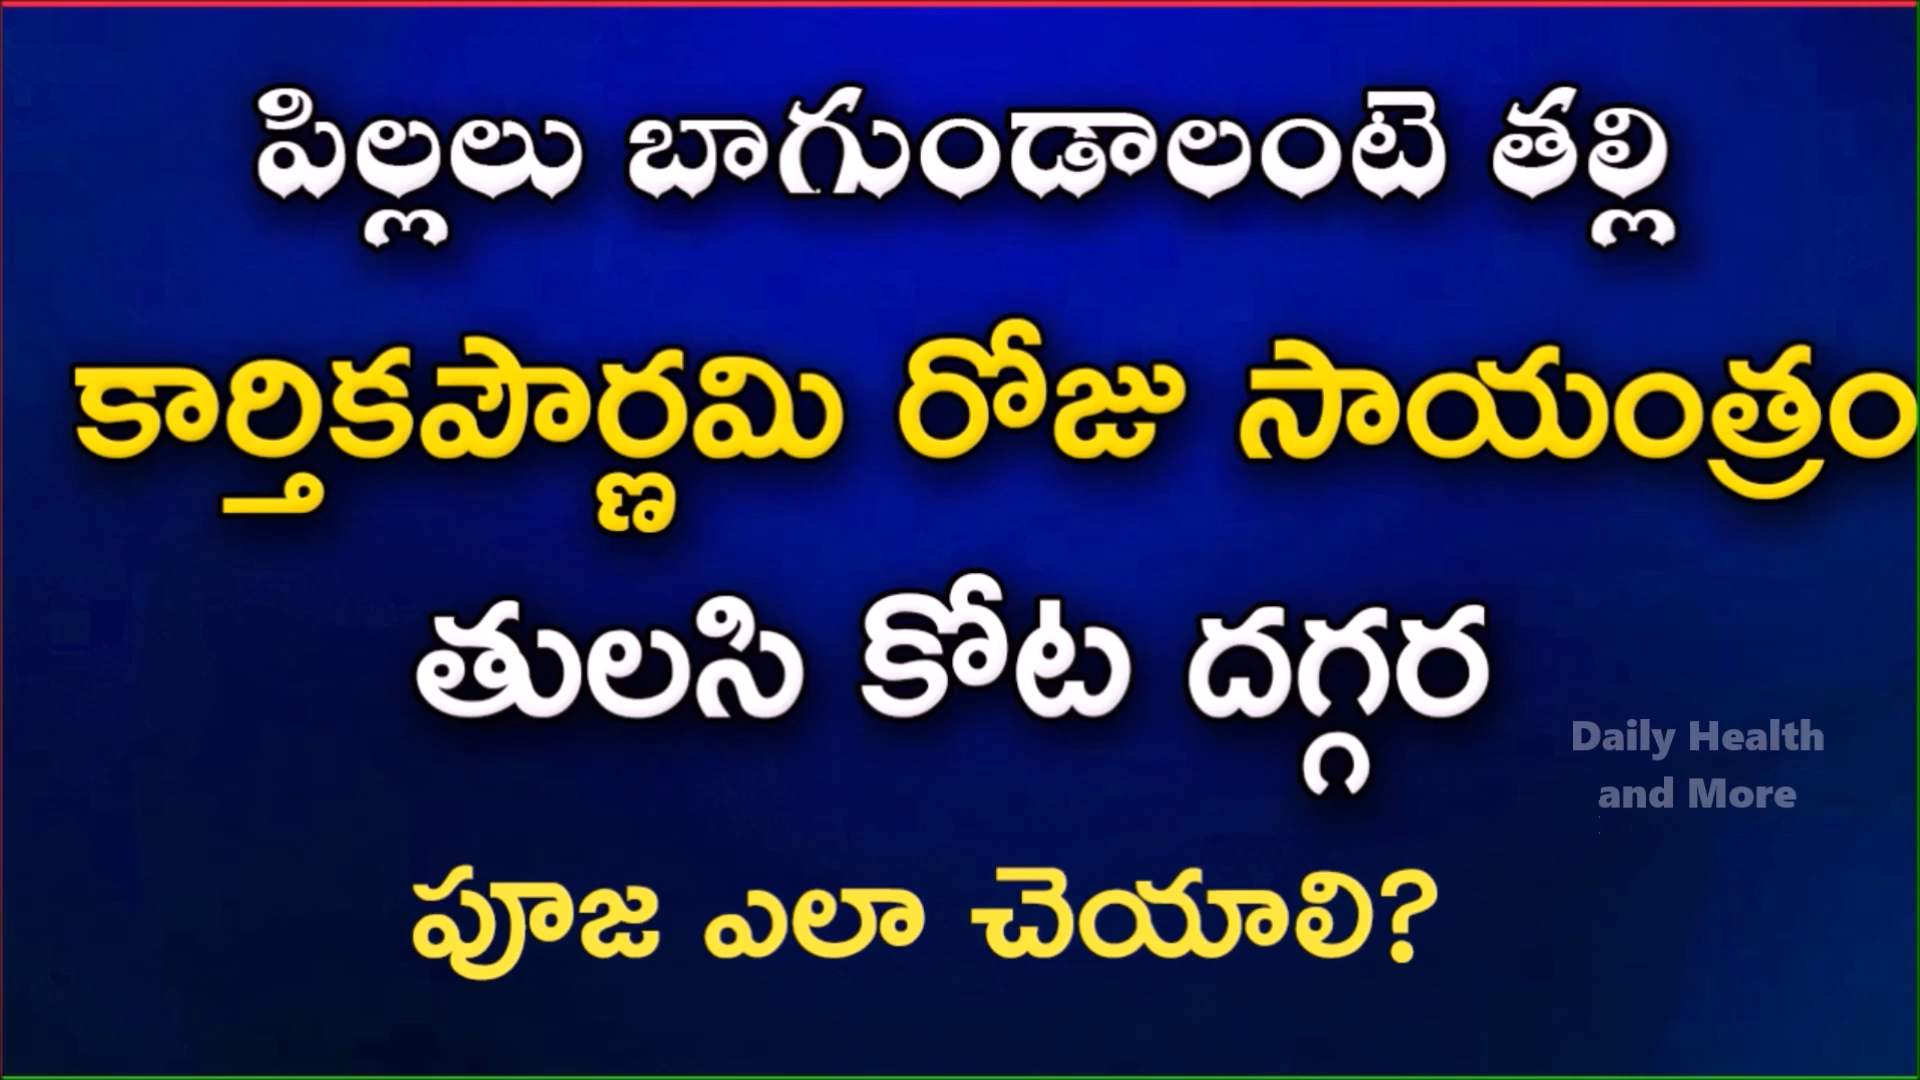 పిల్లలు బాగుండాలంటె తల్లి
కార్తికపౌర్ణమి రోజు సాయంత్రం
తులసి కోట దగ్గర
Daily Health
and More
పూజ ఎలా చెయాలి?